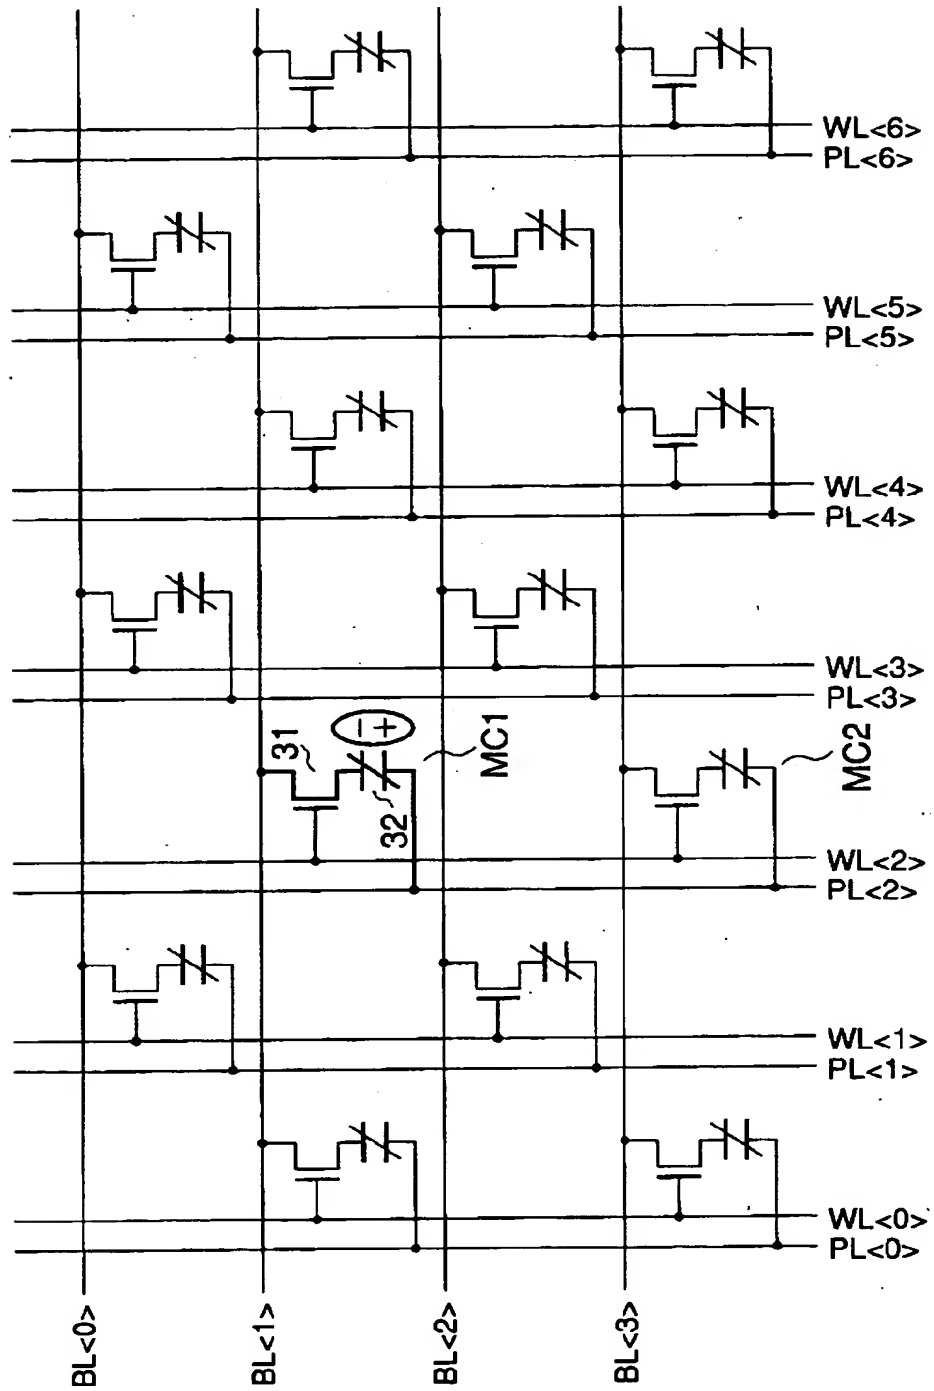 WL<6>
PL<6>
WL<5>
PL<5>
WL<4>
PL<4>
WL<3>
PL<3>
31
− +
32
MC1
MC2
WL<2>
PL<2>
WL<1>
PL<1>
WL<0>
PL<0>
BL<0>
BL<1>
BL<2>
BL<3>